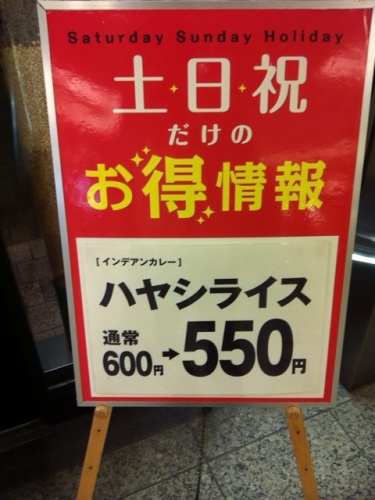 Saturday Sunday Holiday
土・日・祝
だけの
お得情報
[インデアンカレー]
ハヤシライス
通常
600円→550円